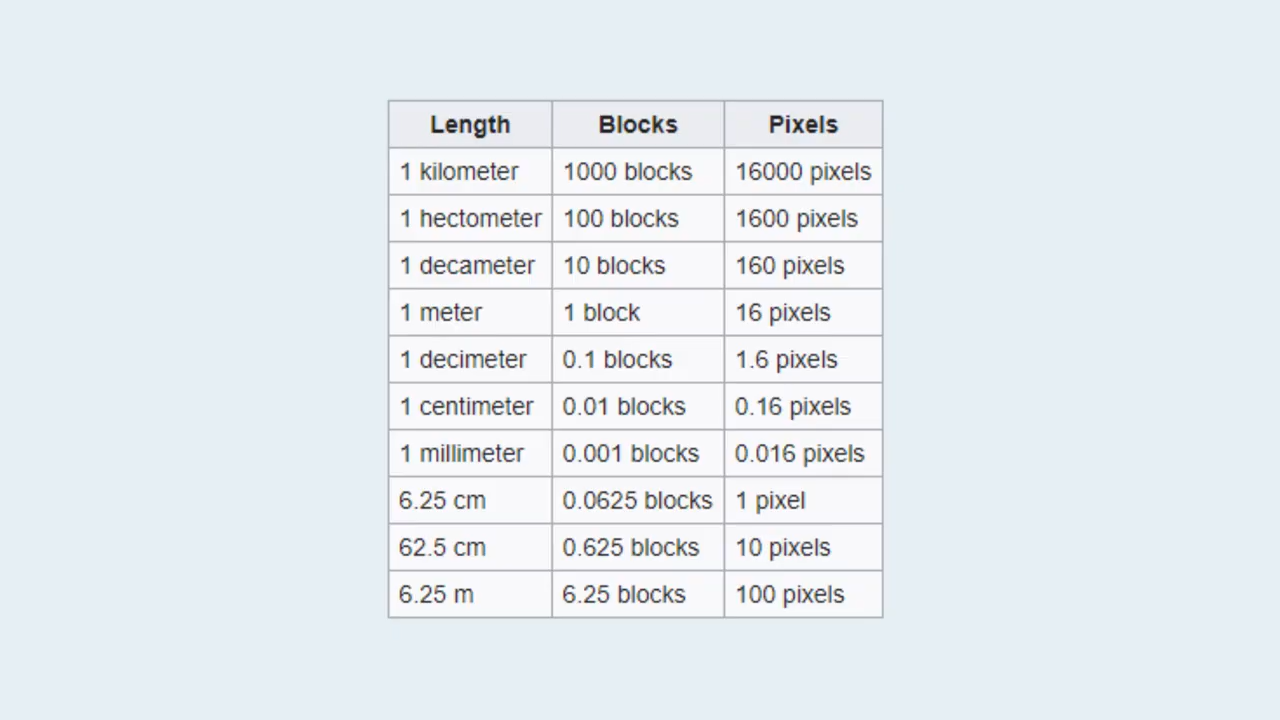 Length Blocks Pixels
1 kilometer 1000 blocks 16000 pixels
1 hectometer 100 blocks 1600 pixels
1 decameter 10 blocks 160 pixels
1 meter 1 block 16 pixels
1 decimeter 0.1 blocks 1.6 pixels
1 centimeter 0.01 blocks 0.16 pixels
1 millimeter 0.001 blocks 0.016 pixels
6.25 cm 0.0625 blocks 1 pixel
62.5 cm 0.625 blocks 10 pixels
6.25 m 6.25 blocks 100 pixels